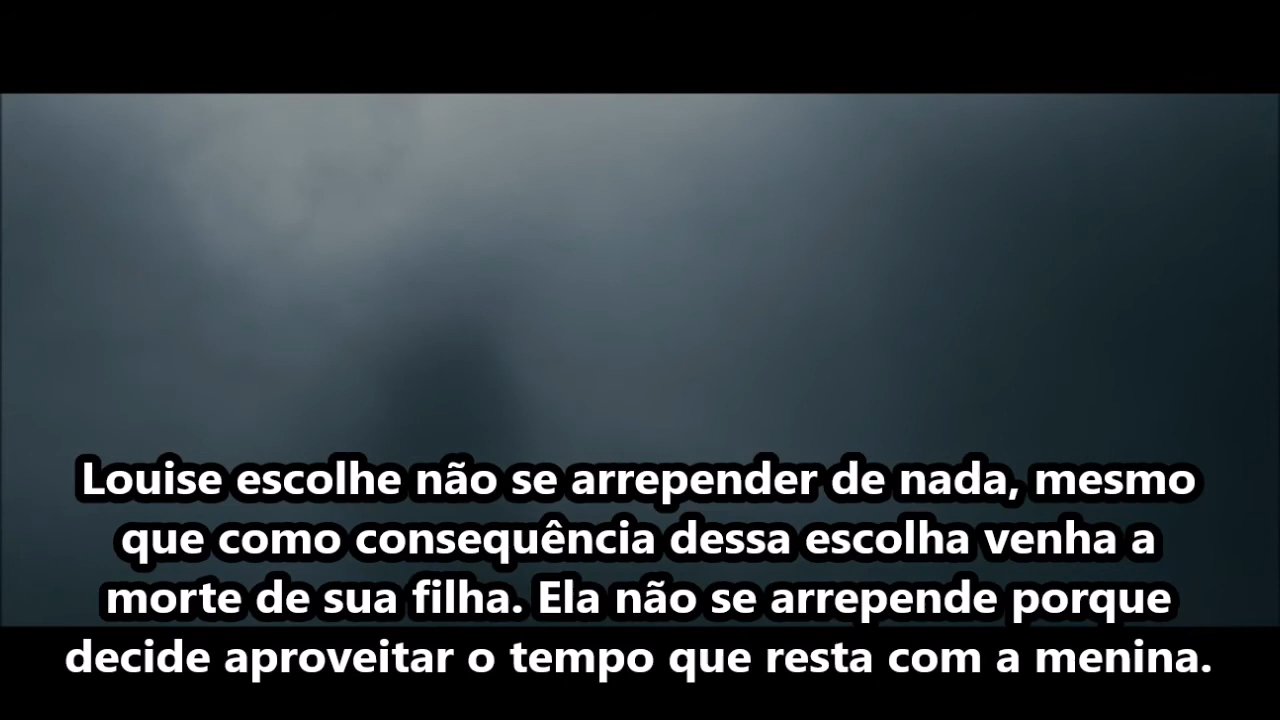 Louise escolhe não se arrepender de nada, mesmo
que como consequência dessa escolha venha a
morte de sua filha. Ela não se arrepende porque
decide aproveitar o tempo que resta com a menina.